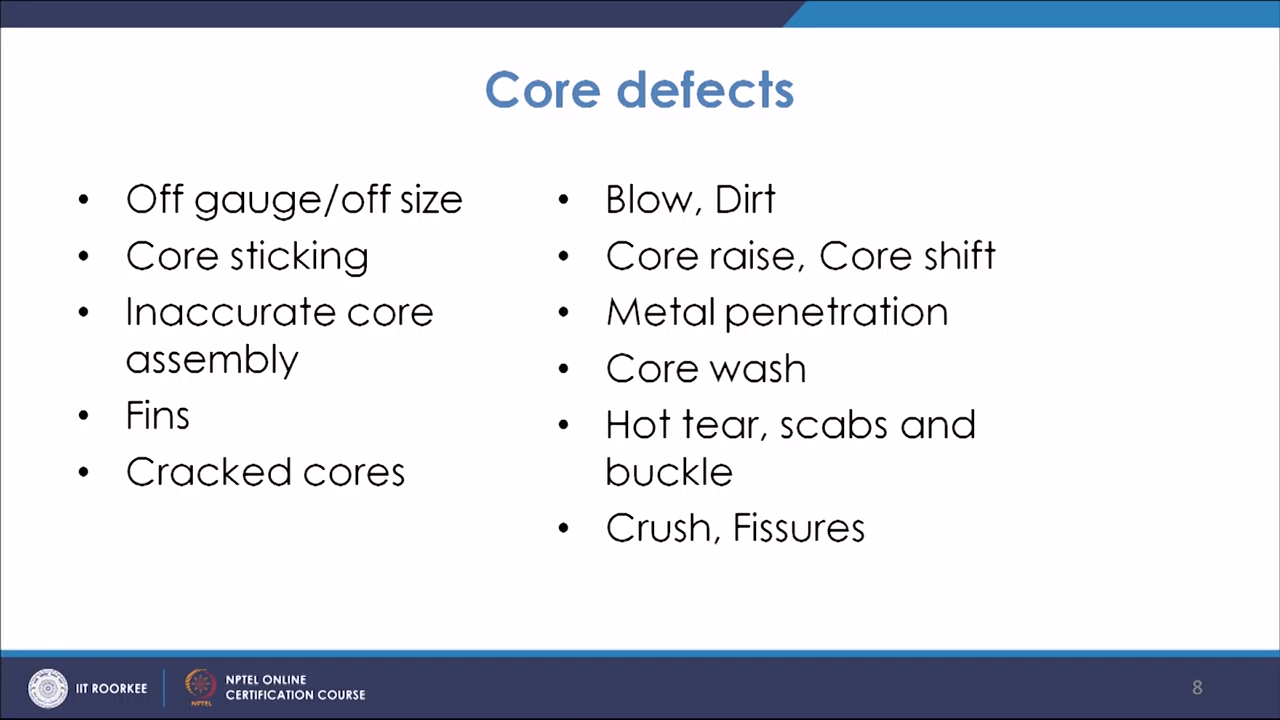 Core defects
• Off gauge/off size
• Core sticking
• Inaccurate core
assembly
• Fins
• Cracked cores
• Blow, Dirt
• Core raise, Core shift
• Metal penetration
• Core wash
• Hot tear, scabs and
buckle
• Crush, Fissures
IIT ROORKEE
NPTEL
NPTEL ONLINE
CERTIFICATION COURSE
8